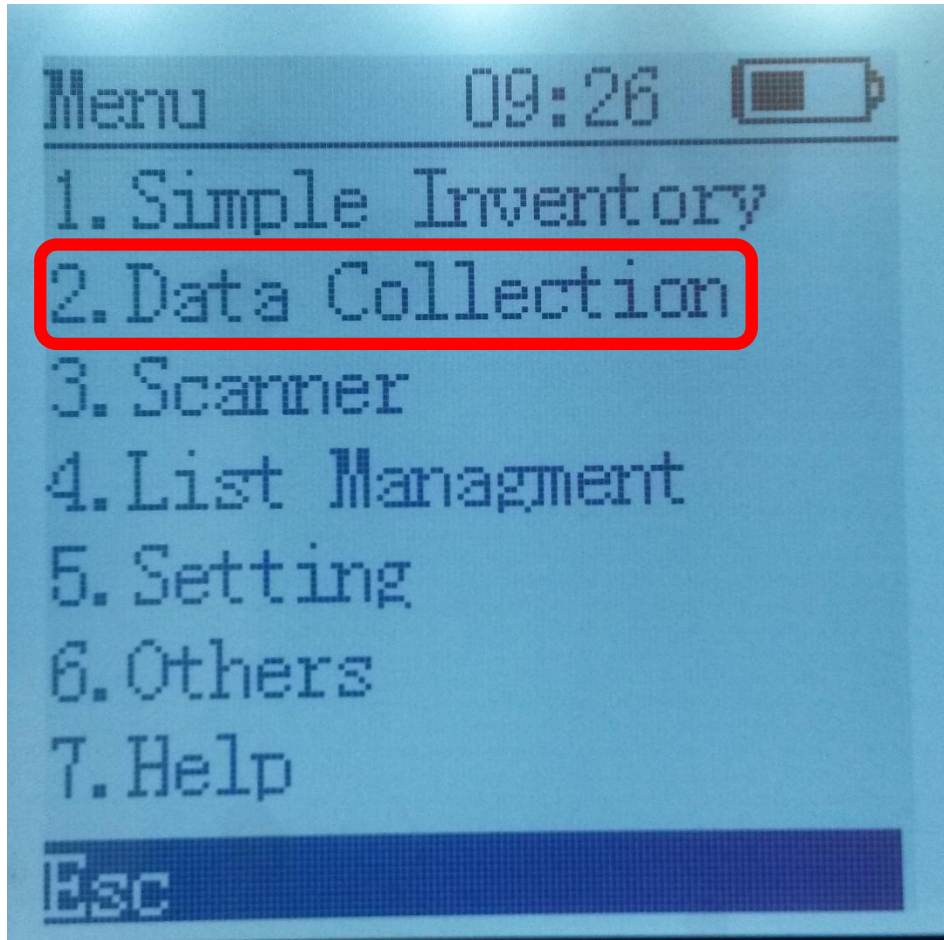 Menu 09:26
1.Simple Inventory
2.Data Collection
3.Scanner
4.List Managment
5.Setting
6.Others
7.Help
Esc